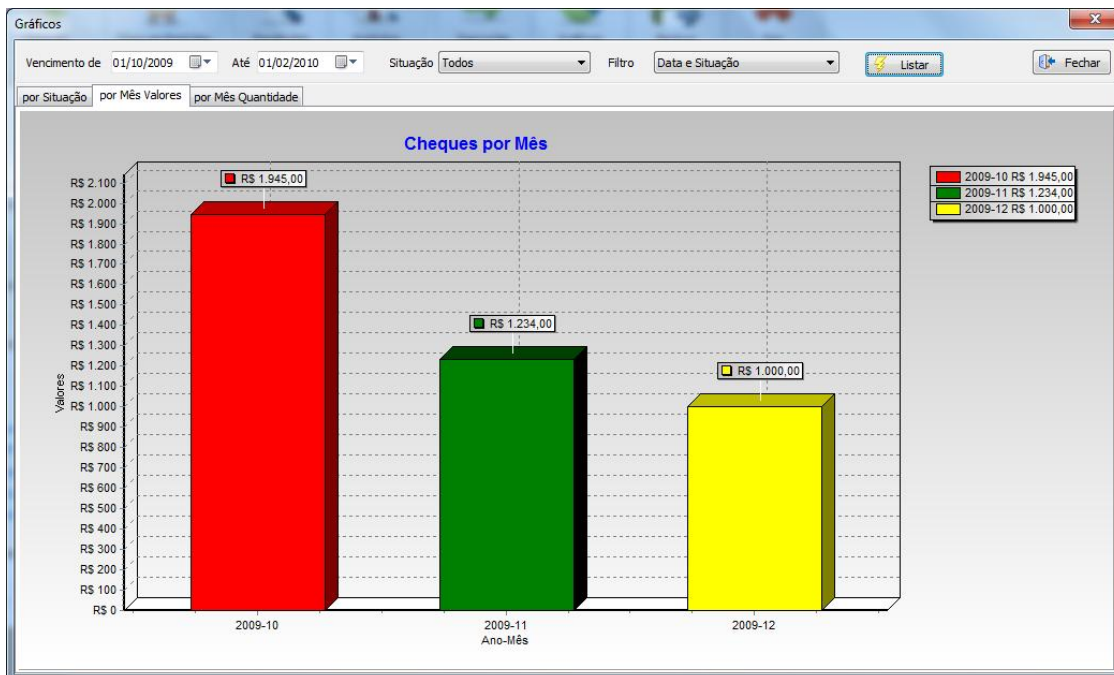 Gráficos
Vencimento de 01/10/2009 Até 01/02/2010 Situação Todos Filtro Data e Situação Listar Fechar
por Situação por Mês Valores por Mês Quantidade
Cheques por Mês
R$ 1.945,00
2009-10 R$ 1.945,00
2009-11 R$ 1.234,00
2009-12 R$ 1.000,00
R$ 2.100
R$ 2.000
R$ 1.900
R$ 1.800
R$ 1.700
R$ 1.600
R$ 1.500
R$ 1.400
R$ 1.234,00
R$ 1.300
R$ 1.200
R$ 1.100
R$ 1.000,00
Valores
R$ 1.000
R$ 900
R$ 800
R$ 700
R$ 600
R$ 500
R$ 400
R$ 300
R$ 200
R$ 100
R$ 0
2009-10 2009-11 2009-12
Ano-Mês